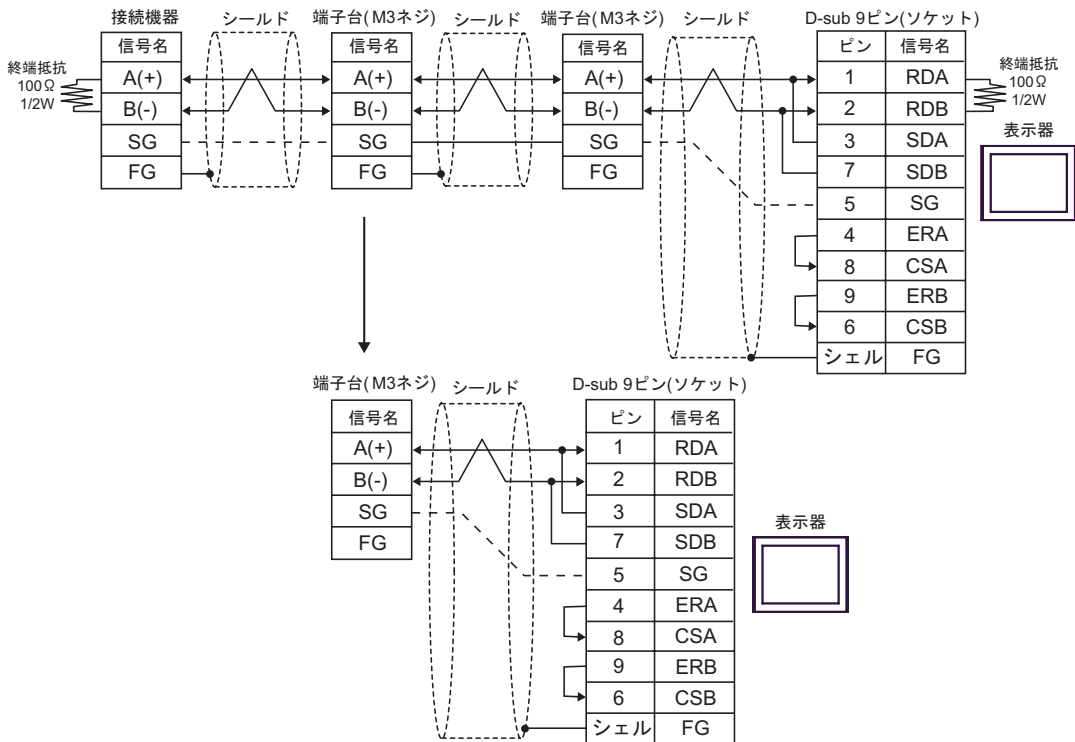 接続機器 シールド 端子台(M3ネジ) シールド 端子台(M3ネジ) シールド D-sub 9ピン(ソケット)
信号名 信号名 信号名 ピン 信号名
終端抵抗 100Ω 1/2W
A(+) A(+) A(+) 1 RDA
B(-) B(-) B(-) 2 RDB
終端抵抗 100Ω 1/2W
SG SG SG 3 SDA
表示器
FG FG FG 7 SDB
5 SG
4 ERA
8 CSA
9 ERB
6 CSB
シェル FG
端子台(M3ネジ) シールド D-sub 9ピン(ソケット)
信号名 ピン 信号名
A(+) 1 RDA
B(-) 2 RDB
SG 3 SDA
表示器
FG 7 SDB
5 SG
4 ERA
8 CSA
9 ERB
6 CSB
シェル FG